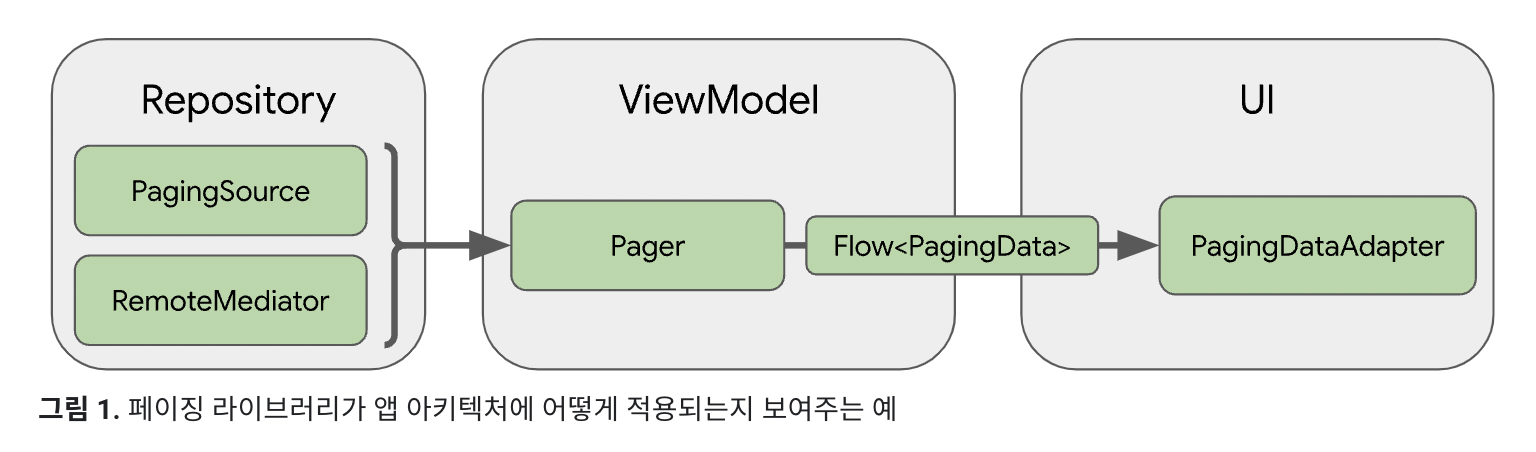 Repository
PagingSource
RemoteMediator
ViewModel
Pager
Flow<PagingData>
UI
PagingDataAdapter
그림 1. 페이징 라이브러리가 앱 아키텍처에 어떻게 적용되는지 보여주는 예